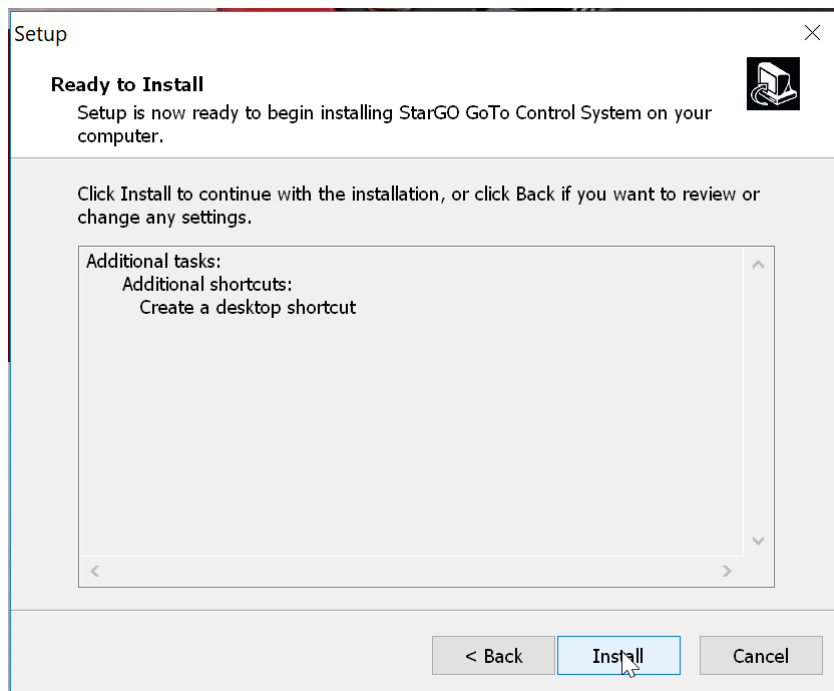 Setup
Ready to Install
Setup is now ready to begin installing StarGO GoTo Control System on your
computer.
Click Install to continue with the installation, or click Back if you want to review or
change any settings.
Additional tasks:
Additional shortcuts:
Create a desktop shortcut
< Back
Install
Cancel